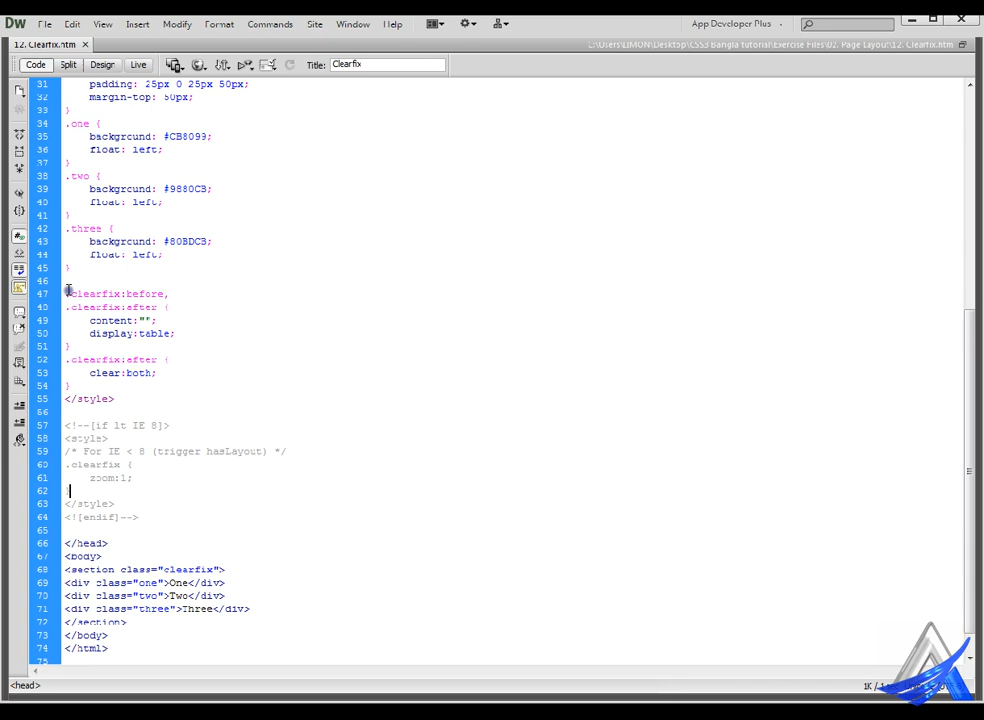 DW File Edit View Insert Modify Format Commands Site Window Help App Developer Plus
12. Clearfix.htm x C:\Users\LIMON\Desktop\CSS3 Bangla tutorial\Exercise Files\02. Page Layout\12. Clearfix.htm
Code Split Design Live Title: Clearfix
31 padding: 25px 0 25px 50px;
32 margin-top: 50px;
33 }
34 .one {
35 background: #CB8099;
36 float: left;
37 }
38 .two {
39 background: #9880CB;
40 float: left;
41 }
42 .three {
43 background: #80BDCB;
44 float: left;
45 }
46
47 .clearfix:before,
48 .clearfix:after {
49 content:"";
50 display:table;
51 }
52 .clearfix:after {
53 clear:both;
54 }
55 </style>
56
57 <!--[if lt IE 8]>
58 <style>
59 /* For IE < 8 (trigger hasLayout) */
60 .clearfix {
61 zoom:1;
62 }
63 </style>
64 <![endif]-->
65
66 </head>
67 <body>
68 <section class="clearfix">
69 <div class="one">One</div>
70 <div class="two">Two</div>
71 <div class="three">Three</div>
72 </section>
73 </body>
74 </html>
75
<head> 1K /